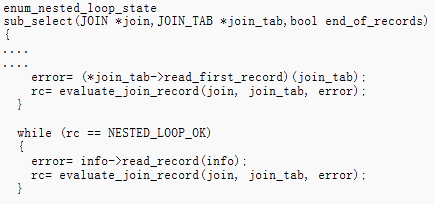 enum_nested_loop_state
sub_select(JOIN *join,JOIN_TAB *join_tab,bool end_of_records)
{
....
....
    error= (*join_tab->read_first_record)(join_tab);
    rc= evaluate_join_record(join, join_tab, error);
  }
  while (rc == NESTED_LOOP_OK)
  {
    error= info->read_record(info);
    rc= evaluate_join_record(join, join_tab, error);
  }